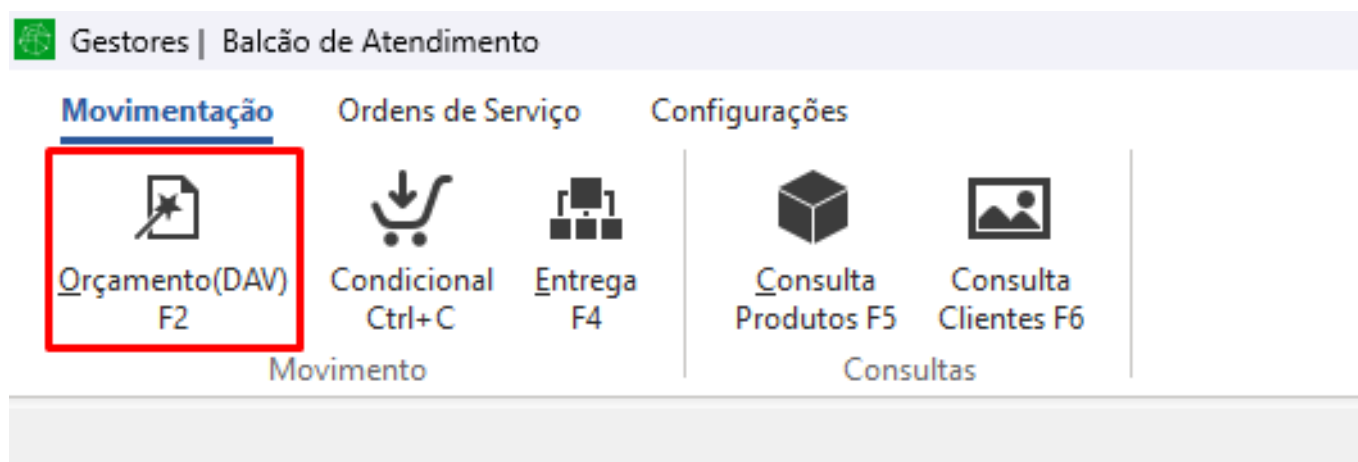 Gestores | Balcão de Atendimento
Movimentação Ordens de Serviço Configurações
Orçamento(DAV) Condicional Entrega Consulta Consulta
F2 Ctrl+C F4 Produtos F5 Clientes F6
Movimento Consultas